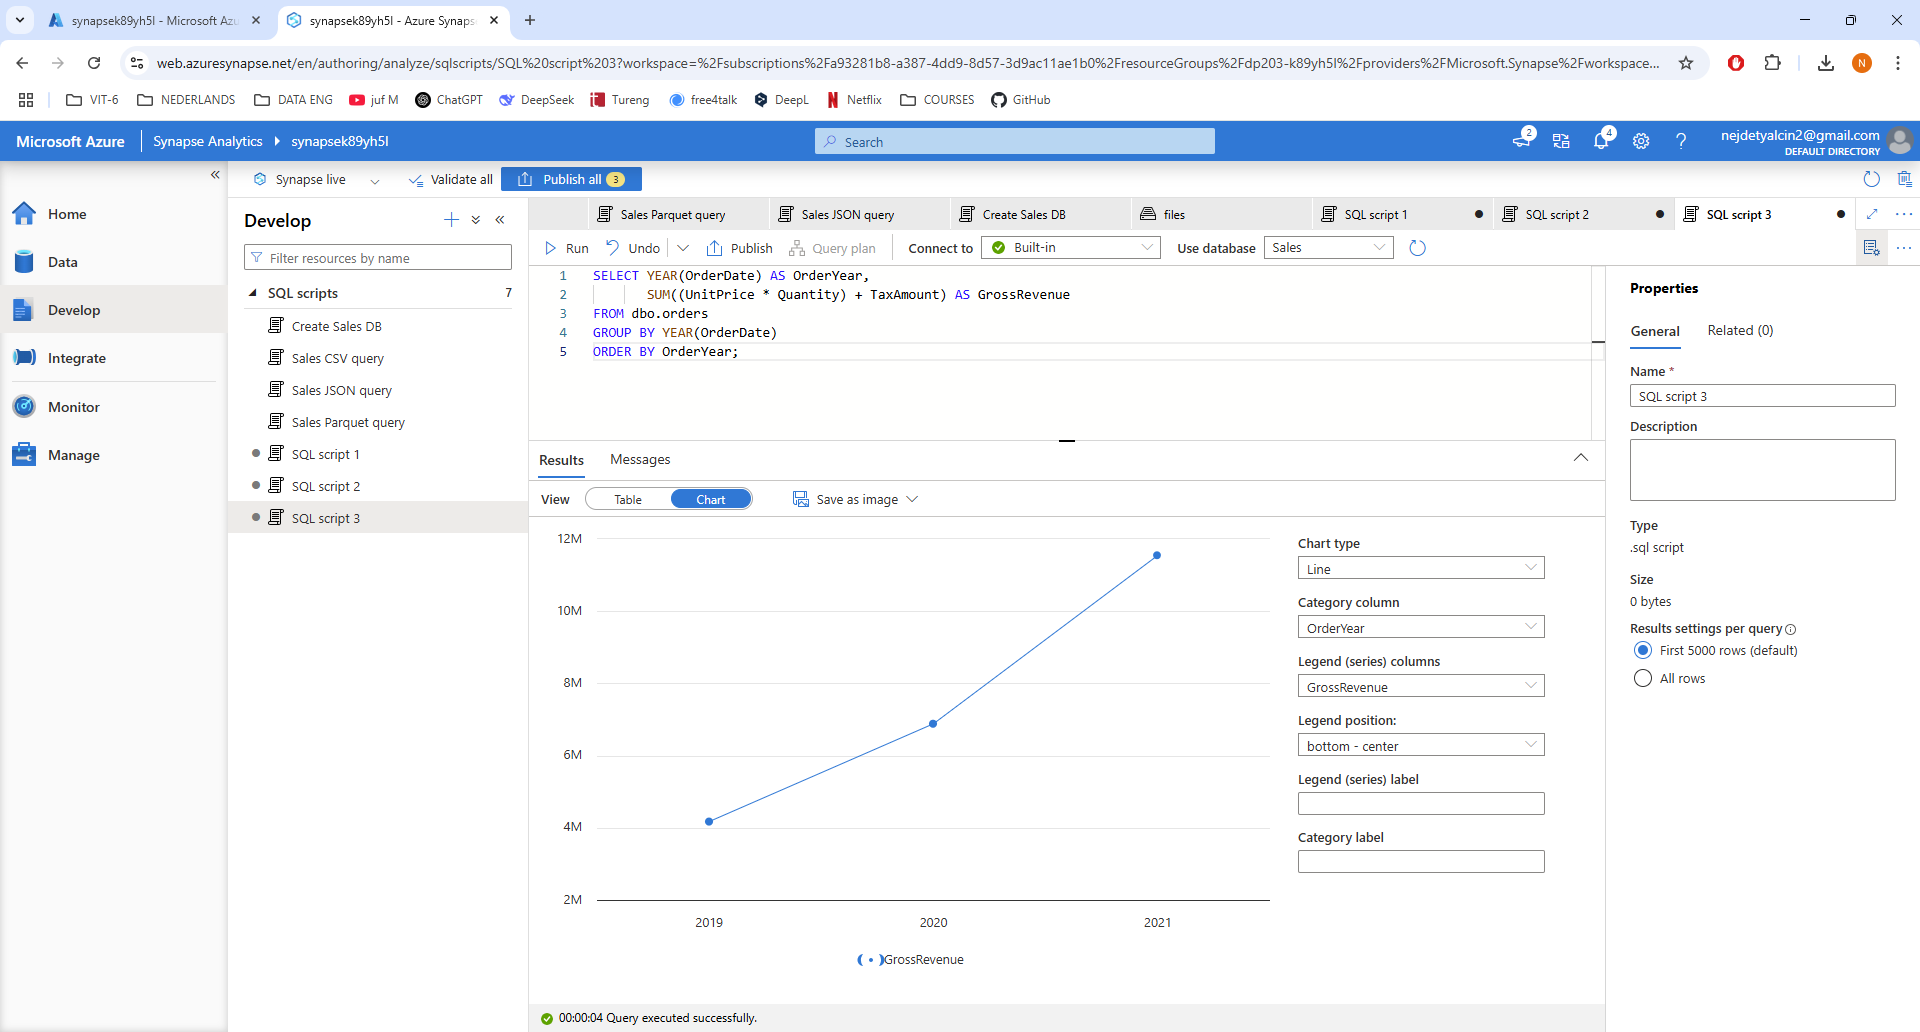 synapsek89yh5l - Microsoft Azu
synapsek89yh5l - Azure Synaps
web.azuresynapse.net/en/authoring/analyze/sqlscripts/SQL%20script%203?workspace=%2Fsubscriptions%2Fa93281b8-a387-4dd9-8d57-3d9ac11ae1b0%2FresourceGroups%2Fdp203-k89yh5l%2Fproviders%2FMicrosoft.Synapse%2Fworkspace...
N
VIT-6
NEDERLANDS
DATA ENG
juf M
ChatGPT
DeepSeek
Tureng
free4talk
DeepL
Netflix
COURSES
GitHub
Microsoft Azure
Synapse Analytics
synapsek89yh5l
Search
2
4
nejdetyalcin2@gmail.com
DEFAULT DIRECTORY
Synapse live
Validate all
Publish all 3
Home
Data
Develop
Integrate
Monitor
Manage
Develop
Filter resources by name
SQL scripts 7
Create Sales DB
Sales CSV query
Sales JSON query
Sales Parquet query
SQL script 1
SQL script 2
SQL script 3
Sales Parquet query
Sales JSON query
Create Sales DB
files
SQL script 1
SQL script 2
SQL script 3
Run
Undo
Publish
Query plan
Connect to
Built-in
Use database
Sales
1 SELECT YEAR(OrderDate) AS OrderYear,
2 SUM((UnitPrice * Quantity) + TaxAmount) AS GrossRevenue
3 FROM dbo.orders
4 GROUP BY YEAR(OrderDate)
5 ORDER BY OrderYear;
Results
Messages
View
Table
Chart
Save as image
12M
10M
8M
6M
4M
2M
2019
2020
2021
GrossRevenue
Chart type
Line
Category column
OrderYear
Legend (series) columns
GrossRevenue
Legend position:
bottom - center
Legend (series) label
Category label
00:00:04 Query executed successfully.
Properties
General
Related (0)
Name *
SQL script 3
Description
Type
.sql script
Size
0 bytes
Results settings per query
First 5000 rows (default)
All rows